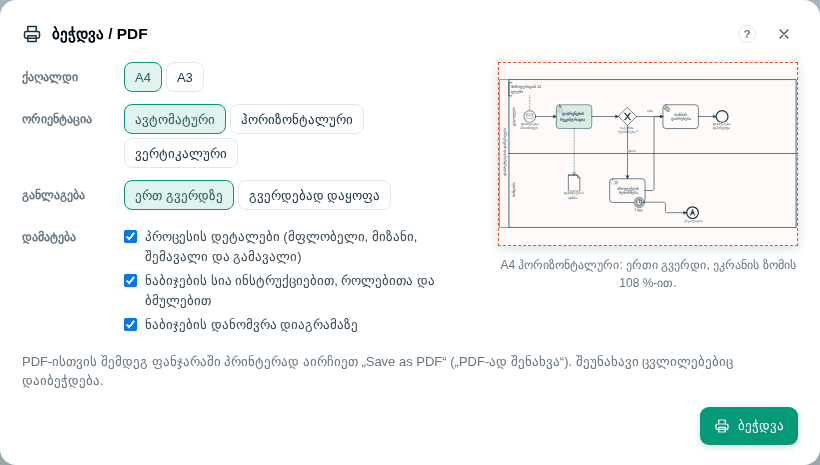 ბეჭდვა / PDF
?
ქაღალდი
A4
A3
ორიენტაცია
ავტომატური
ჰორიზონტალური
ვერტიკალური
განლაგება
ერთ გვერდზე
გვერდებად დაყოფა
დამატება
პროცესის დეტალები (მფლობელი, მიზანი,
შემავალი და გამავალი)
ნაბიჯების სია ინსტრუქციებით, როლებითა და
ბმულებით
ნაბიჯების დანომვრა დიაგრამაზე
A4 ჰორიზონტალური: ერთი გვერდი, ეკრანის ზომის
108 %-ით.
PDF-ისთვის შემდეგ ფანჯარაში პრინტერად აირჩიეთ „Save as PDF“ („PDF-ად შენახვა“). შეუნახავი ცვლილებებიც
დაიბეჭდება.
ბეჭდვა